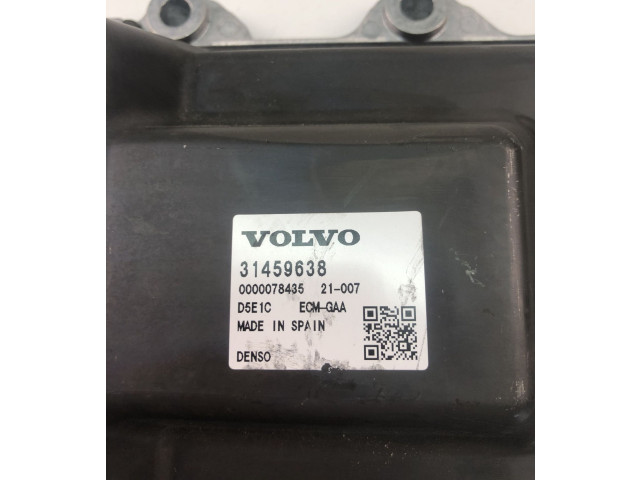 VOLVO
31459638
0000078435 21-007
D5E1C ECM-GAA
MADE IN SPAIN
DENSO